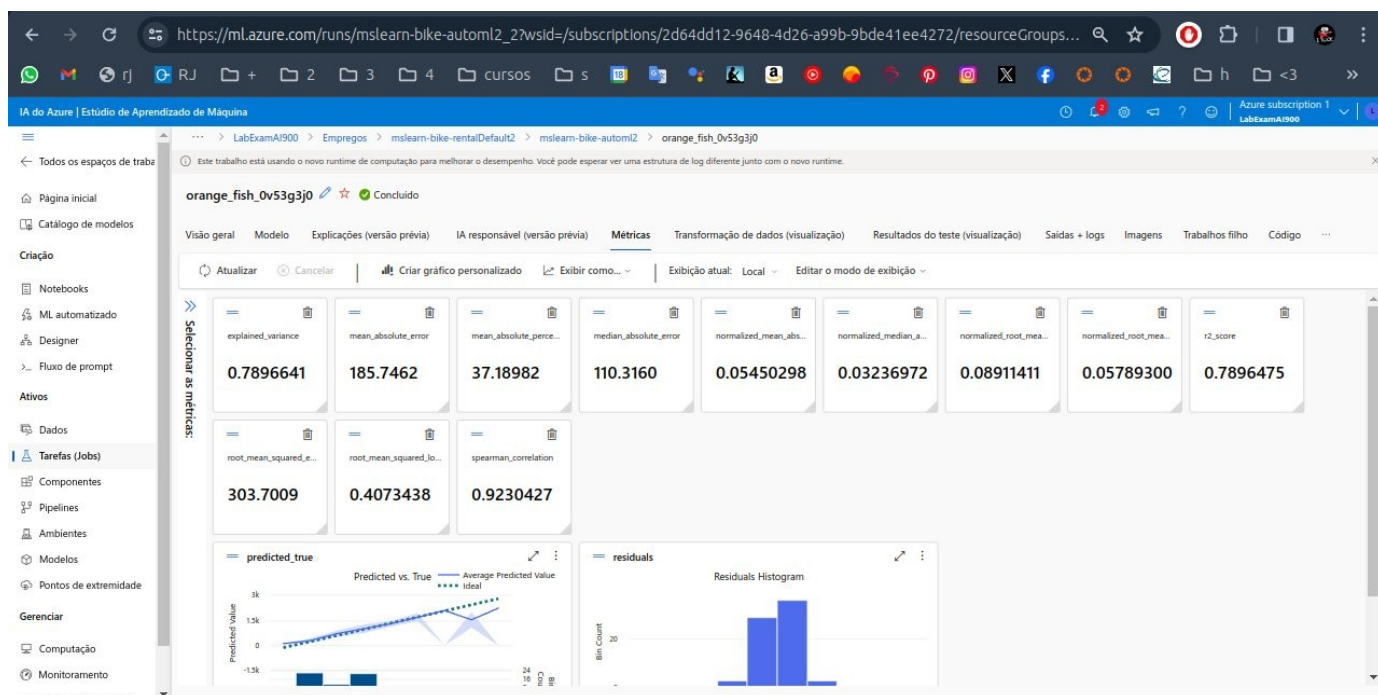 https://ml.azure.com/runs/mslearn-bike-automl2_2?wsid=/subscriptions/2d64dd12-9648-4d26-a99b-9bde41ee4272/resourceGroups...
rj RJ + 2 3 4 cursos s 18 h <3 »
IA do Azure | Estúdio de Aprendizado de Máquina 2 ? Azure subscription 1
LabExamAI900
··· > LabExamAI900 > Empregos > mslearn-bike-rentalDefault2 > mslearn-bike-automl2 > orange_fish_0v53g3j0
Todos os espaços de traba
Este trabalho está usando o novo runtime de computação para melhorar o desempenho. Você pode esperar ver uma estrutura de log diferente junto com o novo runtime.
Página inicial
Catálogo de modelos
Criação
Notebooks
ML automatizado
Designer
Fluxo de prompt
Ativos
Dados
Tarefas (Jobs)
Componentes
Pipelines
Ambientes
Modelos
Pontos de extremidade
Gerenciar
Computação
Monitoramento
orange_fish_0v53g3j0 Concluído
Visão geral Modelo Explicações (versão prévia) IA responsável (versão prévia) Métricas Transformação de dados (visualização) Resultados do teste (visualização) Saídas + logs Imagens Trabalhos filho Código ···
Atualizar Cancelar Criar gráfico personalizado Exibir como... Exibição atual: Local Editar o modo de exibição
Selecionar as métricas:
explained_variance mean_absolute_error mean_absolute_perce... median_absolute_error normalized_mean_abs... normalized_median_a... normalized_root_mea... normalized_root_mea... r2_score
0.7896641 185.7462 37.18982 110.3160 0.05450298 0.03236972 0.08911411 0.05789300 0.7896475
root_mean_squared_e... root_mean_squared_lo... spearman_correlation
303.7009 0.4073438 0.9230427
predicted_true
Predicted vs. True Average Predicted Value
Ideal
Predicted Value
3k
1.5k
0
-1.5k
24
16
residuals
Residuals Histogram
Bin Count
20